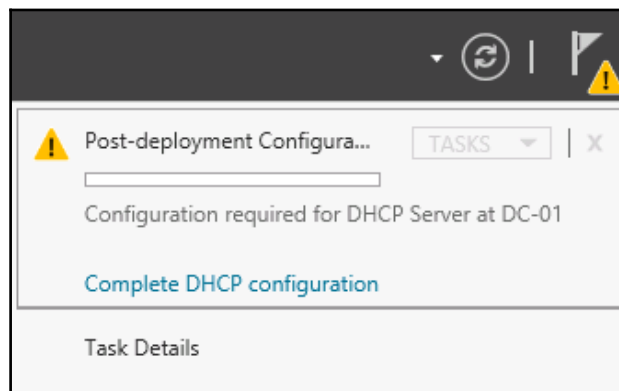 Post-deployment Configura...
TASKS
X
Configuration required for DHCP Server at DC-01
Complete DHCP configuration
Task Details